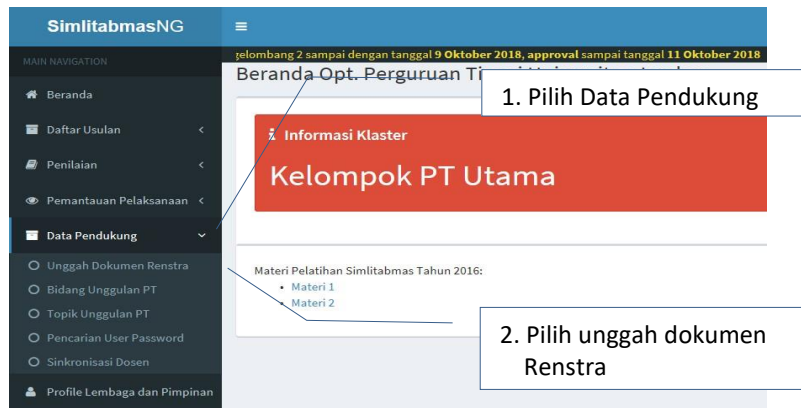 SimlitabmasNG
MAIN NAVIGATION
Beranda
Daftar Usulan
Penilaian
Pemantauan Pelaksanaan
Data Pendukung
Unggah Dokumen Renstra
Bidang Unggulan PT
Topik Unggulan PT
Pencarian User Password
Sinkronisasi Dosen
Profile Lembaga dan Pimpinan
gelombang 2 sampai dengan tanggal 9 Oktober 2018, approval sampai tanggal 11 Oktober 2018
Beranda Opt. Perguruan
1. Pilih Data Pendukung
Informasi Klaster
Kelompok PT Utama
Materi Pelatihan Simlitabmas Tahun 2016:
• Materi 1
• Materi 2
2. Pilih unggah dokumen
Renstra